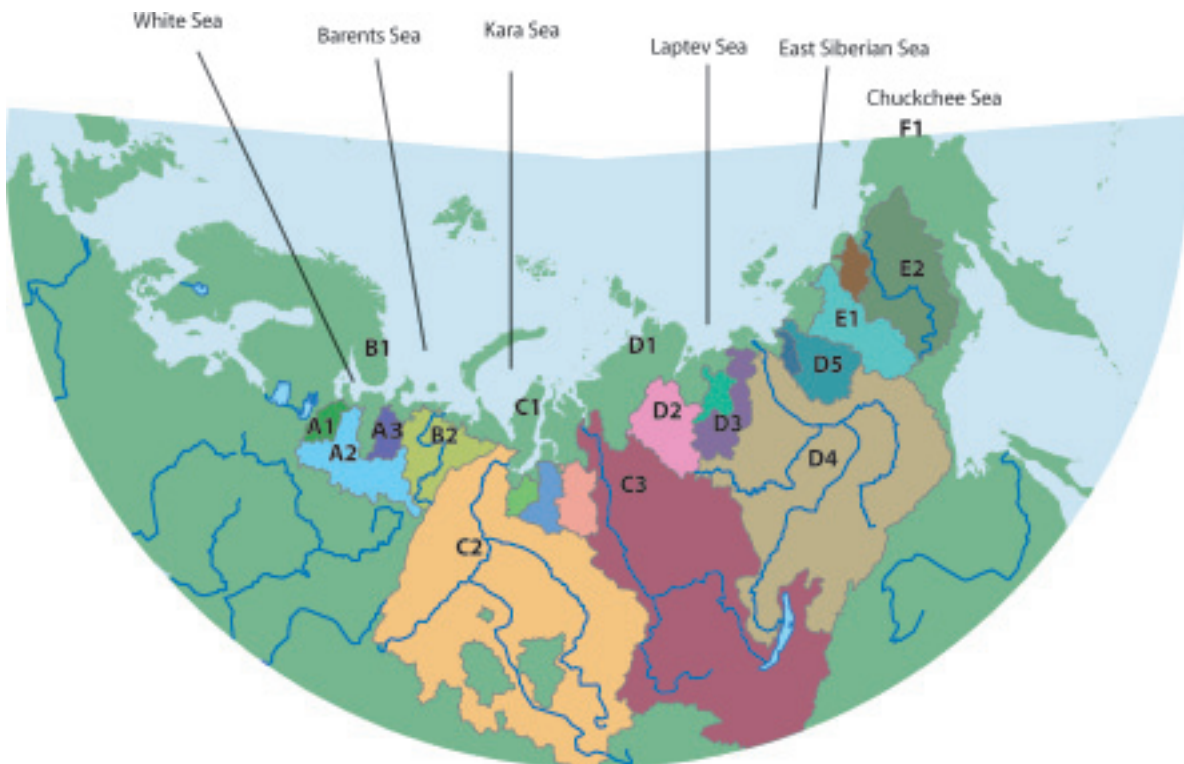 White Sea
Barents Sea
Kara Sea
Laptev Sea
East Siberian Sea
Chuckchee Sea
F1
E2
E1
B1
D1
D5
C1
D2
A1
A2
A3
B2
D3
D4
C3
C2